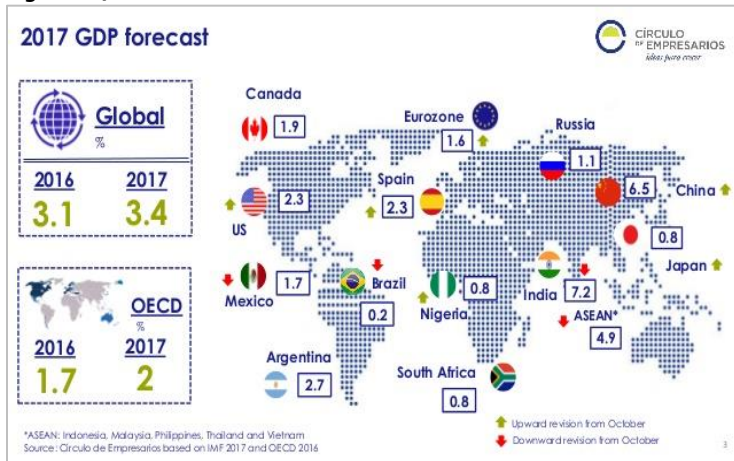 2017 GDP forecast
CÍRCULO
DE EMPRESARIOS
ideas para crecer
Global
%
2016 2017
3.1 3.4
OECD
%
2016 2017
1.7 2
Canada
1.9
Eurozone
1.6
Russia
1.1
US
2.3
Spain
2.3
China
6.5
Japan
0.8
Mexico
1.7
Brazil
0.2
Nigeria
0.8
India
7.2
ASEAN*
4.9
Argentina
2.7
South Africa
0.8
Upward revision from October
Downward revision from October
*ASEAN: Indonesia, Malaysia, Philippines, Thailand and Vietnam
Source: Círculo de Empresarios based on IMF 2017 and OECD 2016